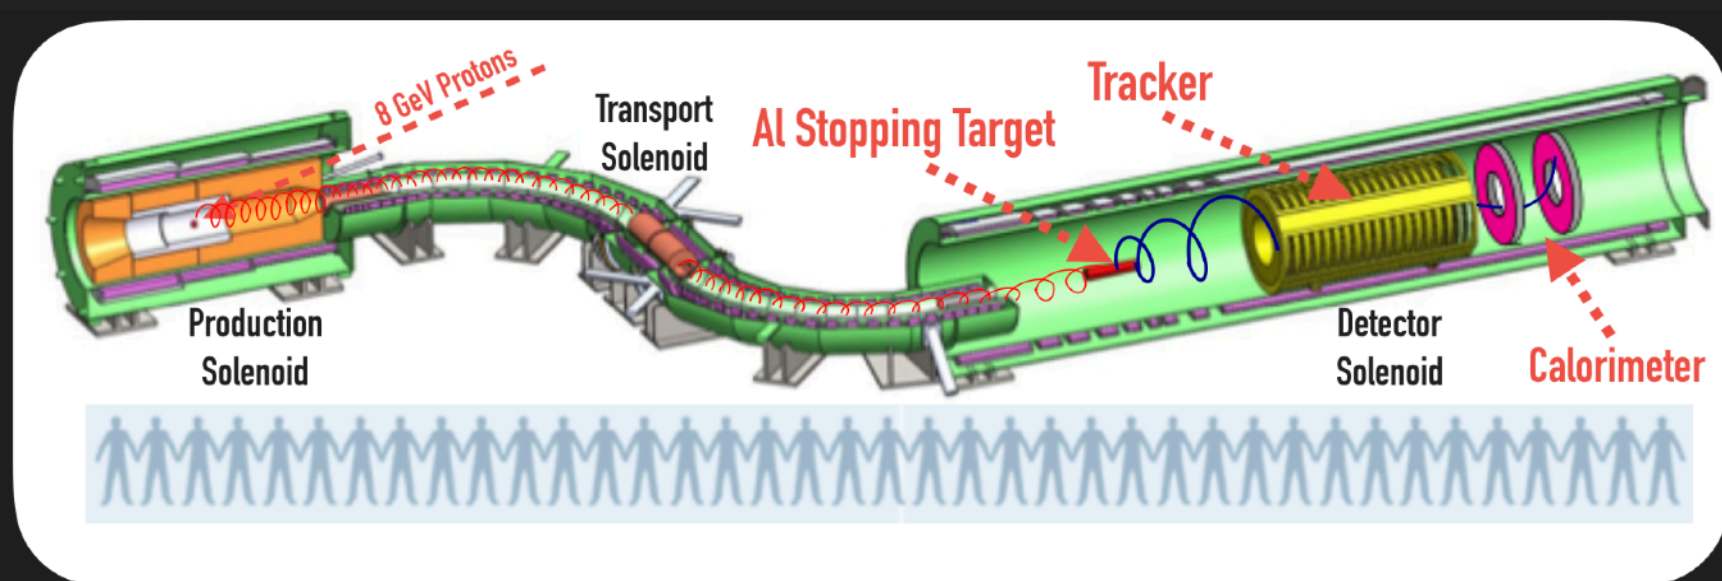 8 GeV Protons
Transport
Solenoid
Al Stopping Target
Tracker
Production
Solenoid
Detector
Solenoid
Calorimeter